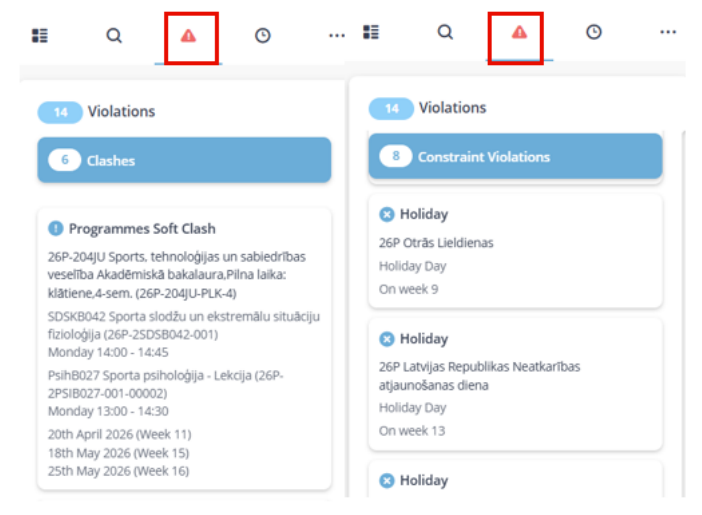 14 Violations
6 Clashes
Programmes Soft Clash
26P-204JU Sports, tehnoloģijas un sabiedrības
veselība Akadēmiskā bakalaura,Pilna laika:
klātiene,4-sem. (26P-204JU-PLK-4)
SDSKB042 Sporta slodžu un ekstremālu situāciju
fizioloģija (26P-2SDSB042-001)
Monday 14:00 - 14:45
PsihB027 Sporta psiholoģija - Lekcija (26P-
2PSIB027-001-00002)
Monday 13:00 - 14:30
20th April 2026 (Week 11)
18th May 2026 (Week 15)
25th May 2026 (Week 16)
14 Violations
8 Constraint Violations
Holiday
26P Otrās Lieldienas
Holiday Day
On week 9
Holiday
26P Latvijas Republikas Neatkarības
atjaunošanas diena
Holiday Day
On week 13
Holiday